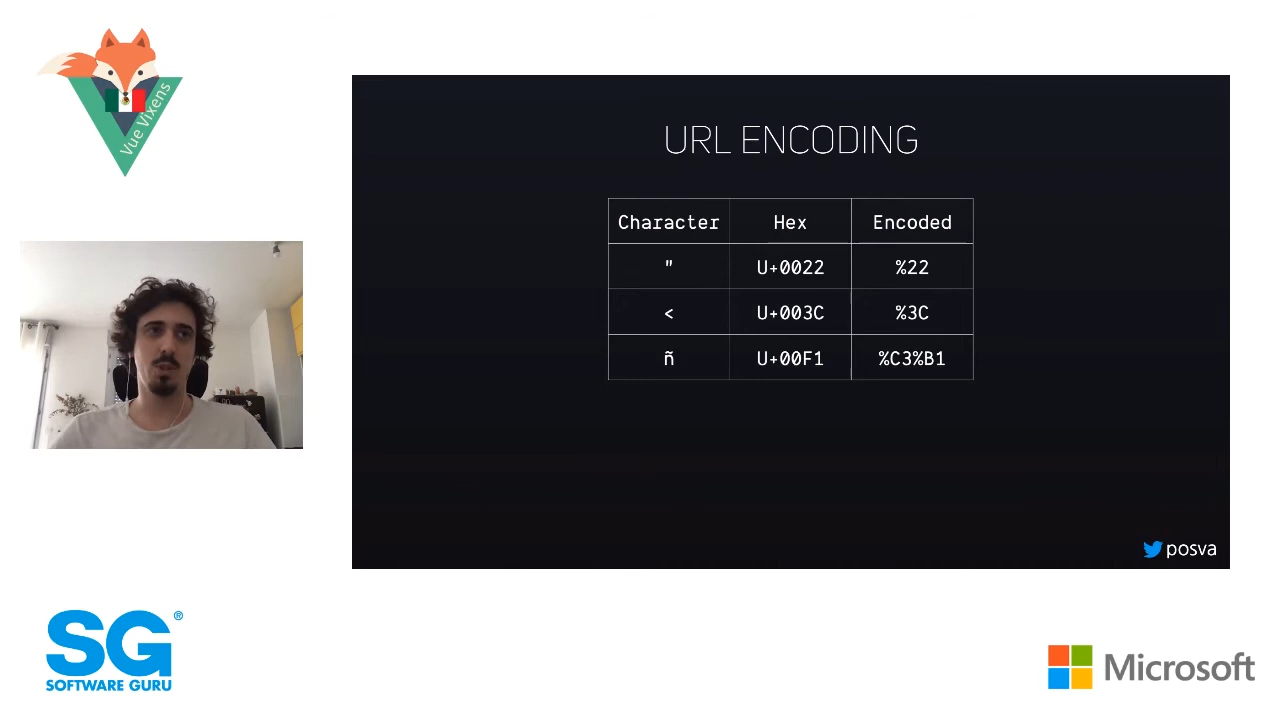 Vue Vixens
URL ENCODING
Character Hex Encoded
" U+0022 %22
< U+003C %3C
ñ U+00F1 %C3%B1
posva
SG®
SOFTWARE GURU
Microsoft